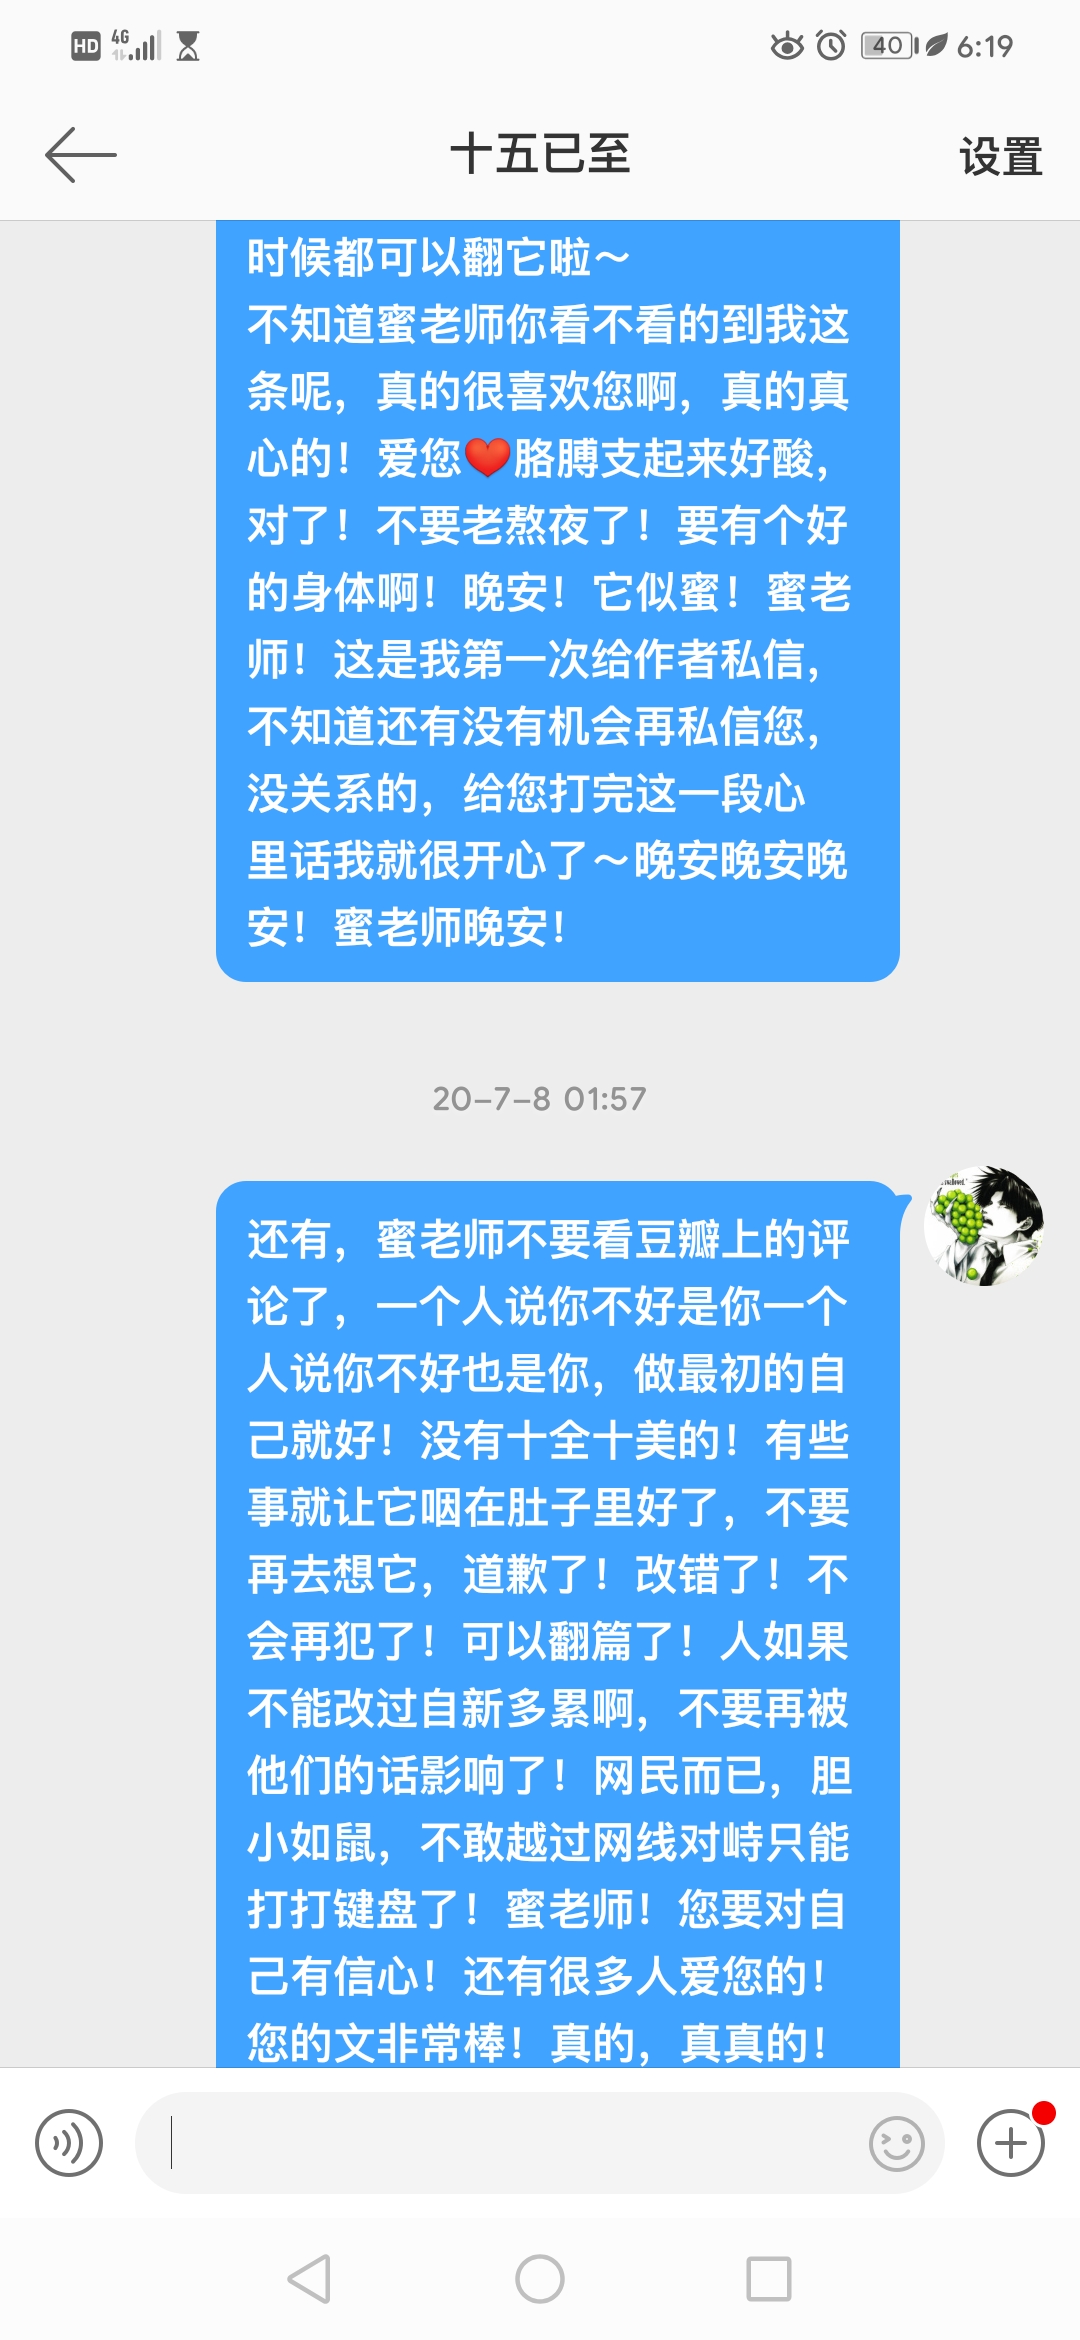 HD 4G 40 6:19
十五已至 设置
时候都可以翻它啦～
不知道蜜老师你看不看的到我这
条呢，真的很喜欢您啊，真的真
心的！爱您❤️胳膊支起来好酸，
对了！不要老熬夜了！要有个好
的身体啊！晚安！它似蜜！蜜老
师！这是我第一次给作者私信，
不知道还有没有机会再私信您，
没关系的，给您打完这一段心
里话我就很开心了～晚安晚安晚
安！蜜老师晚安！
20-7-8 01:57
还有，蜜老师不要看豆瓣上的评
论了，一个人说你不好是你一个
人说你不好也是你，做最初的自
己就好！没有十全十美的！有些
事就让它咽在肚子里好了，不要
再去想它，道歉了！改错了！不
会再犯了！可以翻篇了！人如果
不能改过自新多累啊，不要再被
他们的话影响了！网民而已，胆
小如鼠，不敢越过网线对峙只能
打打键盘了！蜜老师！您要对自
己有信心！还有很多人爱您的！
您的文非常棒！真的，真真的！